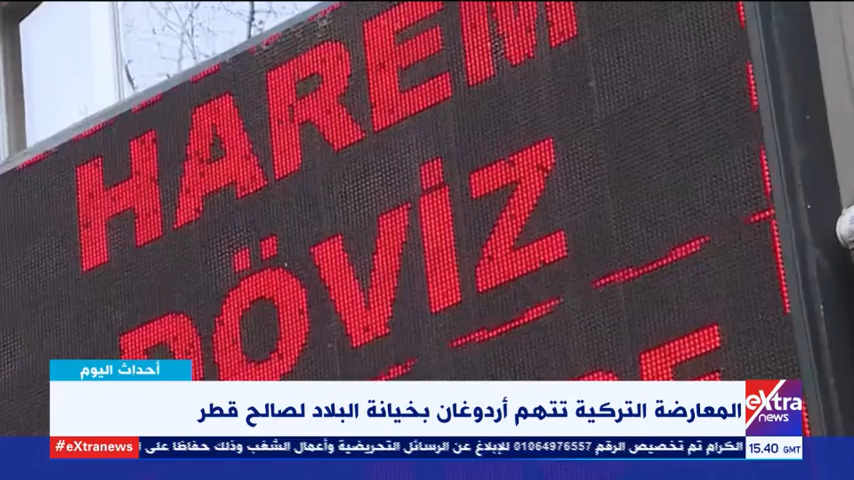 HAREM
DÖVİZ
أحداث اليوم
المعارضة التركية تتهم أردوغان بخيانة البلاد لصالح قطر
eXtra
news
#eXtranews
الكرام تم تخصيص الرقم 01064976557 للإبلاغ عن الرسائل التحريضية وأعمال الشغب وذلك حفاظا على
15.40 GMT